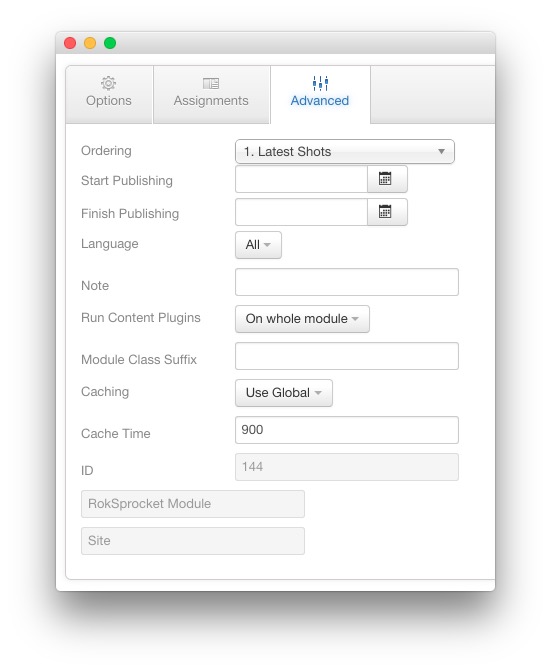 Options Assignments Advanced
Ordering 1. Latest Shots
Start Publishing
Finish Publishing
Language All
Note
Run Content Plugins On whole module
Module Class Suffix
Caching Use Global
Cache Time 900
ID 144
RokSprocket Module
Site